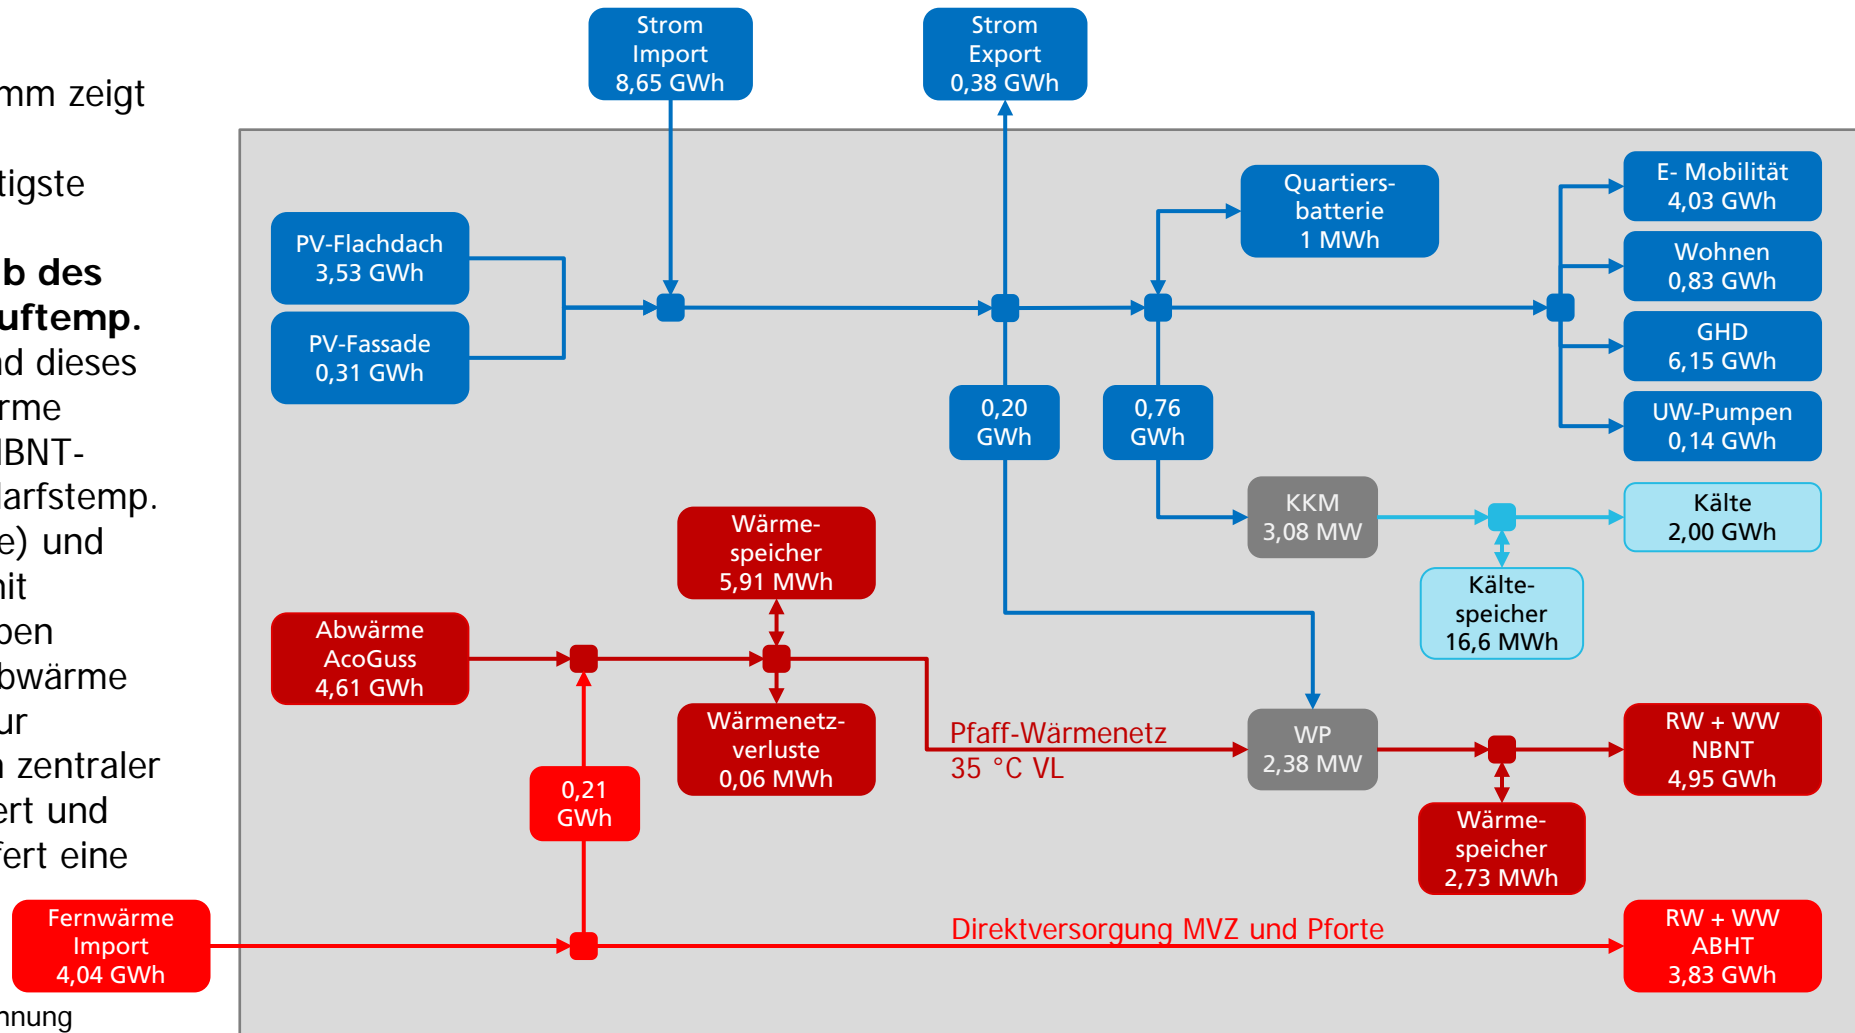 mm zeigt
tigste
b des
uftemp.
nd dieses
rme
NBNT-
darfstemp.
e) und
mit
ben
bwärme
ur
n zentraler
ert und
fert eine
Strom
Import
8,65 GWh
Strom
Export
0,38 GWh
PV-Flachdach
3,53 GWh
PV-Fassade
0,31 GWh
Quartiers-
batterie
1 MWh
E- Mobilität
4,03 GWh
Wohnen
0,83 GWh
GHD
6,15 GWh
UW-Pumpen
0,14 GWh
0,20
GWh
0,76
GWh
KKM
3,08 MW
Kälte
2,00 GWh
Kälte-
speicher
16,6 MWh
Wärme-
speicher
5,91 MWh
Abwärme
AcoGuss
4,61 GWh
Wärmenetz-
verluste
0,06 MWh
Pfaff-Wärmenetz
35 °C VL
WP
2,38 MW
RW + WW
NBNT
4,95 GWh
Wärme-
speicher
2,73 MWh
0,21
GWh
Fernwärme
Import
4,04 GWh
Direktversorgung MVZ und Pforte
RW + WW
ABHT
3,83 GWh
nnung